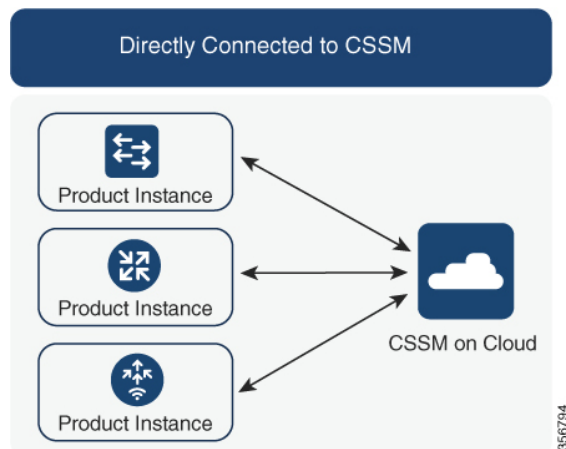 Directly Connected to CSSM
Product Instance
Product Instance
CSSM on Cloud
Product Instance
356794